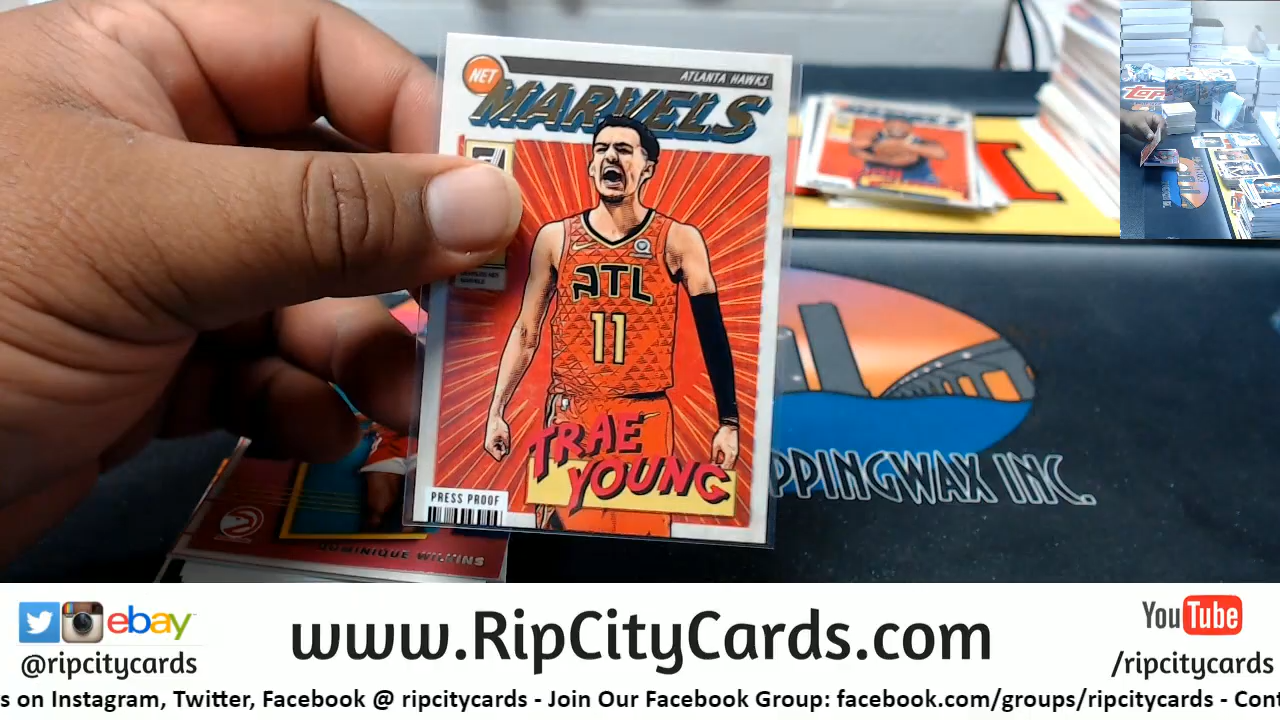 NET
ATLANTA HAWKS
MARVELS
ATL
11
TRAE
YOUNG
PRESS PROOF
DOMINIQUE WILKINS
PPINGWAX INC.
ebay
@ripcitycards
www.RipCityCards.com
YouTube
/ripcitycards
s on Instagram, Twitter, Facebook @ ripcitycards - Join Our Facebook Group: facebook.com/groups/ripcitycards - Cont